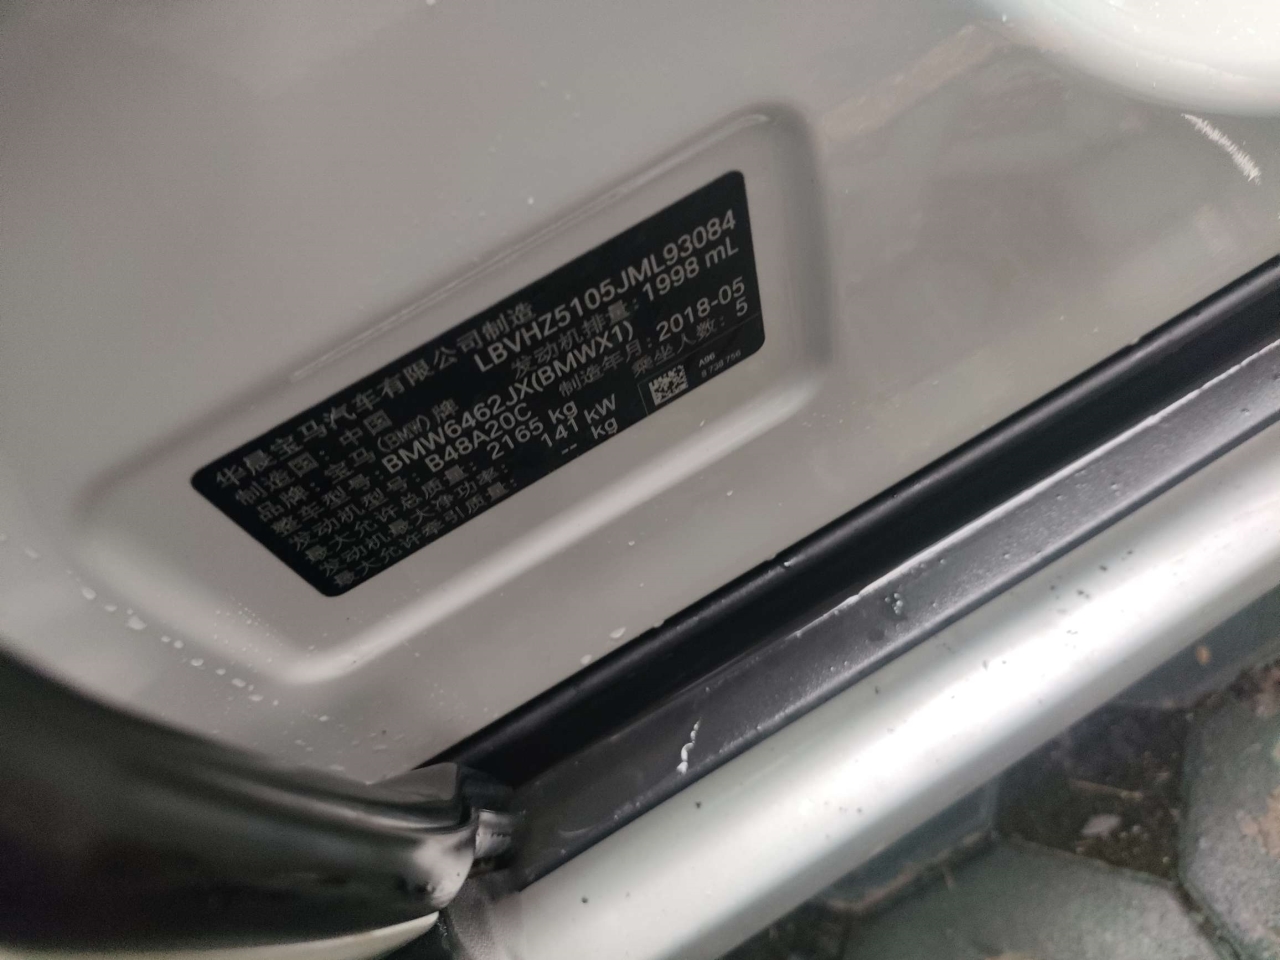 华晨宝马汽车有限公司制造
LBVHZ5105JML93084
制造国：中国
品牌：宝马(BMW)牌
发动机排量：1998 mL
整车型号：BMW6462JX(BMWX1)
发动机型号：B48A20C
制造年月：2018-05
最大允许总质量：2165 kg
乘坐人数：5
发动机最大净功率：141 kW
最大允许牵引质量：-- kg
A96